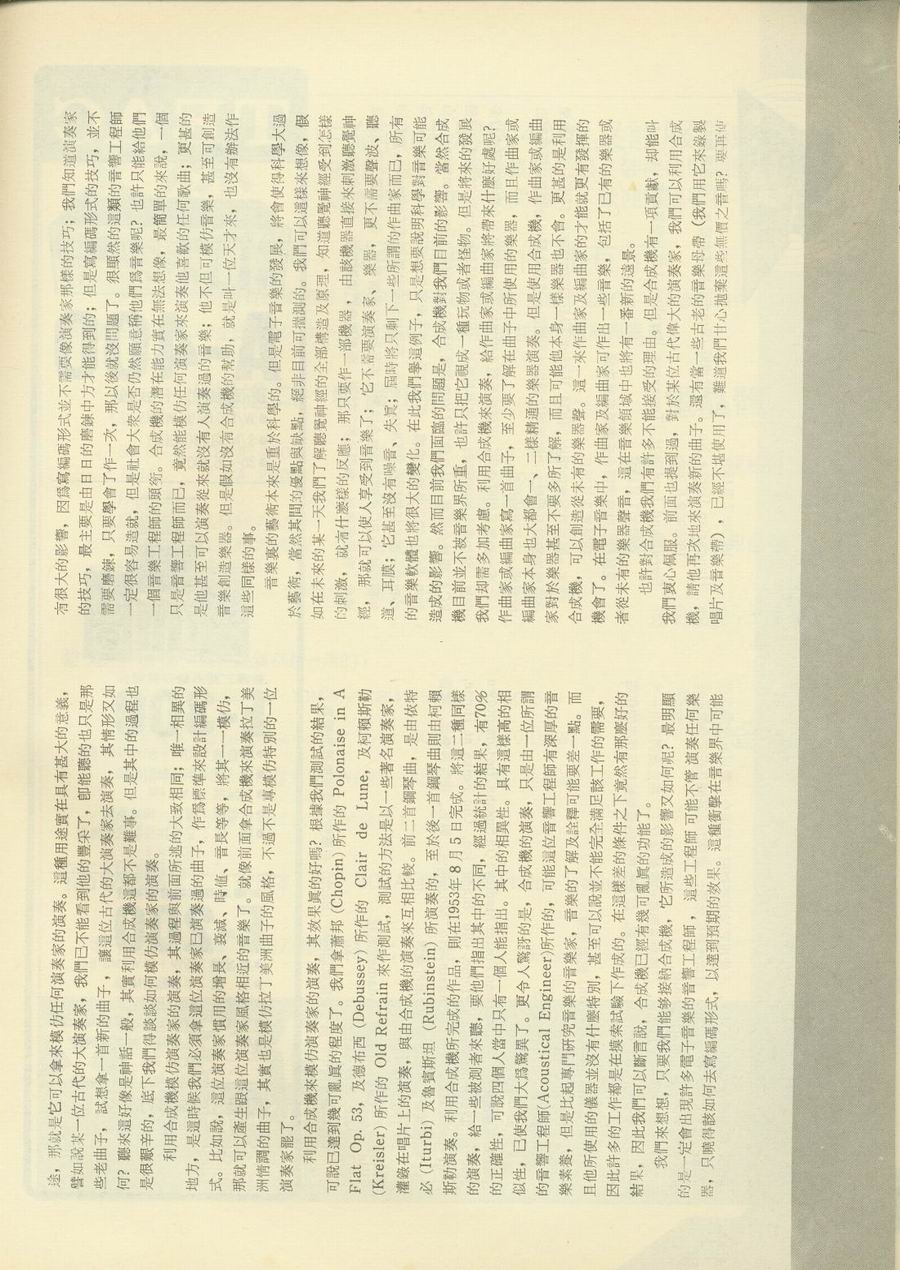 途，那就是它可以拿來模仿任何演奏家的演奏。這種用途實在具有甚大的意義，
譬如說某一位古代的大演奏家，我們已不能看到他的豐采了，卽能聽的也只是那
些老曲子，試想拿一首新的曲子，讓這位古代的大演奏家去演奏，其情形又如
何？聽來這好像是神話一般，其實利用合成機這都不是難事。但是其中的過程也
是很艱辛的，底下我們得談談如何模仿演奏家的演奏。
利用合成機模仿演奏家的演奏，其過程與前面所述的大致相同；唯一相異的
地方，是這時候我們必須拿這位演奏家已演奏過的曲子，作爲標準來設計編碼形
式。比如說，這位演奏家慣用的增長、衰減、時值、音長等等，將其一一模仿，
那就可以產生跟這位演奏家風格相近的音樂了。就像前面拿合成機來演奏拉丁美
洲情調的曲子，其實也是模仿拉丁美洲曲子的風格，不過不是專模仿特別的一位
演奏家罷了。
利用合成機來模仿演奏家的演奏，其效果眞的好嗎？根據我們測試的結果，
可說已達到幾可亂眞的程度了。我們拿蕭邦 (Chopin) 所作的 Polonaise in A
Flat Op. 53，及德布西 (Debussey) 所作的 Clair de Lune，及柯賴斯勒
(Kreisler) 所作的 Old Refrain 來作測試，測試的方法是以一些著名演奏家，
灌錄在唱片上的演奏，與由合成機的演奏來互相比較。前二首鋼琴曲，是由依特
必 (Iturbi) 及魯賓斯坦 (Rubinstein) 所演奏的，至於後一首鋼琴曲則由柯賴
斯勒演奏。利用合成機所完成的作品，則在1953年 8 月 5 日完成。將這二種同樣
的演奏，給一些被測者來聽，要他們指出其中的不同，經過統計的結果，有70%
的正確性，可說四個人當中只有一個人能指出。其中的相異性。具有這樣高的相
似性，已使我們大爲驚異了。更令人驚訝的是，合成機的演奏，只是由一位所謂
的音響工程師(Acoustical Engineer)所作的，可能這位音響工程師有深厚的音
樂素養，但是比起專門硏究音樂的音樂家，音樂的了解及詮釋可能要差一點。而
且他所使用的儀器並沒有什麼特別，甚至可以說並不能完全滿足該工作的需要，
因此許多的工作都是在摸索試驗下作成的。在這樣差的條件之下竟然有那麼好的
結果，因此我們可以斷言說，合成機已經有幾可亂眞的功能了。
我們來想想，只要我們能够接納合成機，它所造成的影響又如何呢？最明顯
的是一定會出現許多電子音樂的音響工程師，這些工程師可能不管演奏任何樂
器，只曉得該如何去寫編碼形式，以達到預期的效果。這種衝擊在音樂界中可能
有很大的影響，因爲寫編碼形式並不需要像演奏家那樣的技巧；我們知道演奏家
的技巧，最主要是由日日的磨鍊中方才能得到的；但是寫編碼形式的技巧，並不
需要磨鍊，只要學會了作一次，那以後就沒問題了。很顯然的這類的音響工程師
一定很容易造就，但是社會大衆是否仍然願意稱他們爲音樂呢？也許只能給他們
一個音樂工程師的頭銜。合成機的潛在能力實在無法想像，最簡單的來說，一個
只是音響工程師而已，竟然能模仿任何演奏家來演奏他喜歡的任何歌曲；更甚的
是他甚至可以演奏從來就沒有人演奏過的音樂；他不但可模仿音樂，甚至可創造
音樂創造樂器。但是假如沒有合成機的幫助，就是叫一位天才來，也沒有辦法作
這些同樣的事。
音樂裏的藝術本來是重於科學的。但是電子音樂的發展，將會使得科學大過
於藝術，當然其間的優點與缺點，絕非目前可揣測的。我們可以這樣來想像，假
如在未來的某一天我們了解聽覺神經的全部構造及原理，知道聽覺神經受到怎樣
的刺激，就有什麼樣的反應；那只要作一部機器，由該機器直接來刺激聽覺神
經，那就可以使人享受到音樂了；它不需要演奏家、樂器，更不需要聲波、聽
道、耳膜；它甚至沒有噪音、失眞；屆時將只剩下一些所謂的作曲家而已，所有
的音樂軟體也將很大的變化。在此我們舉這例子，只是想要說明科學對音樂可能
造成的影響。然而目前我們面臨的問題是，合成機對我們目前的影響。當然合成
機目前並不被音樂界所重，也許只把它視成一種玩物或者怪物。但是將來的發展
我們却需多加考慮。利用合成機來演奏，給作曲家或編曲家將帶來什麼好處呢？
作曲家或編曲家寫一首曲子，至少要了解在曲子中所使用的樂器，而且作曲家或
編曲家本身也大都會一、二樣精通的樂器演奏。但是使用合成機，作曲家或編曲
家對於樂器甚至不要多所了解，而且可能他本身一樣樂器也不會。更甚的是利用
合成機，可以創造從未有的樂器聲。這一來作曲家及編曲家的才能就更有發揮的
機會了。在電子音樂中，作曲家及編曲家可作出一些音樂，包括了已有的樂器或
者從未有的樂器聲音，這在音樂領域中也將有一番新的遠景。
也許對合成機我們有許多不能接受的理由。但是合成機有一項貢獻，却能叫
我們衷心佩服。前面也提到過，對於某位古代偉大的演奏家，我們可以利用合成
機，請他再次地來演奏新的曲子。還有當一些古老的音樂母帶（我們用它來錄製
唱片及音樂帶），已經不堪使用了，難道我們甘心拋棄這些無價之音嗎？要再使